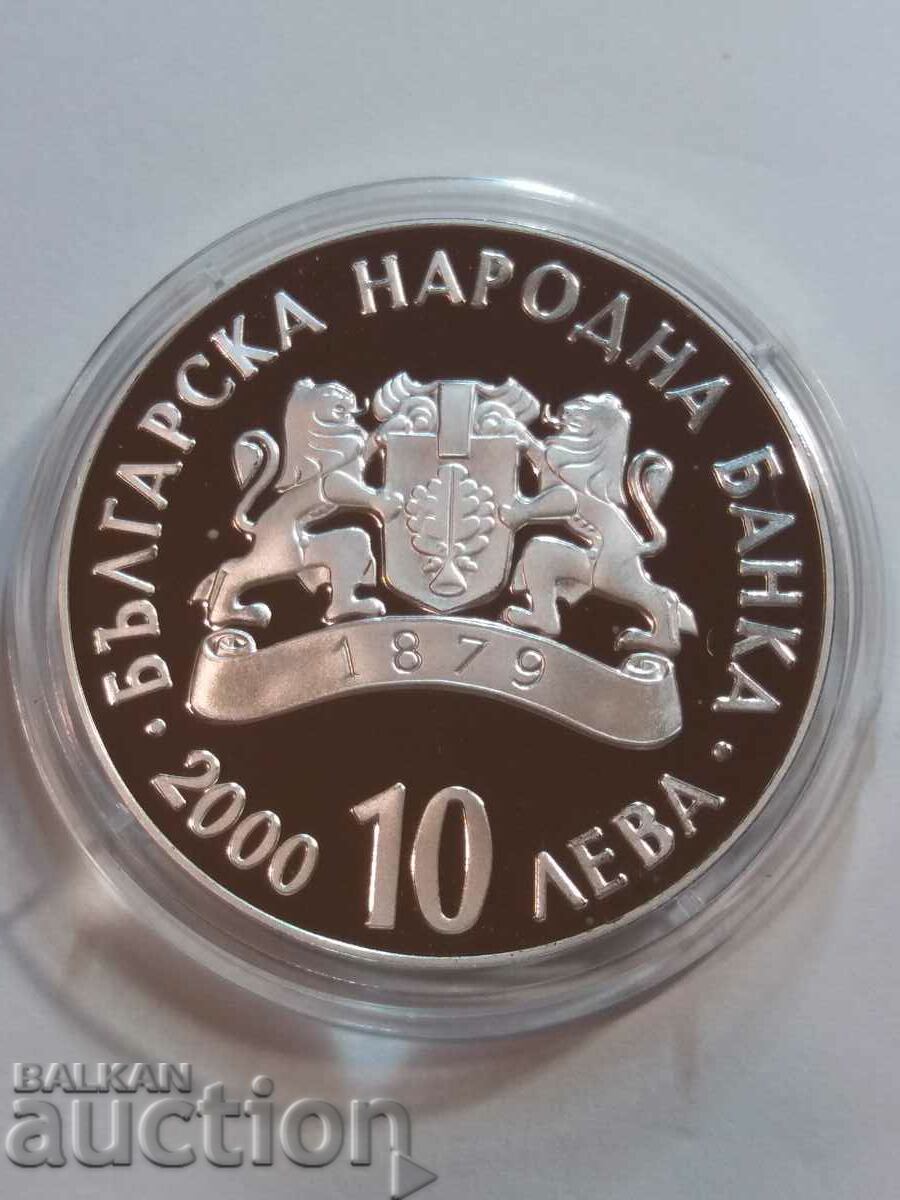 · БЪЛГАРСКА НАРОДНА БАНКА ·
1879
2000 10 ЛЕВА
BALKAN
auction